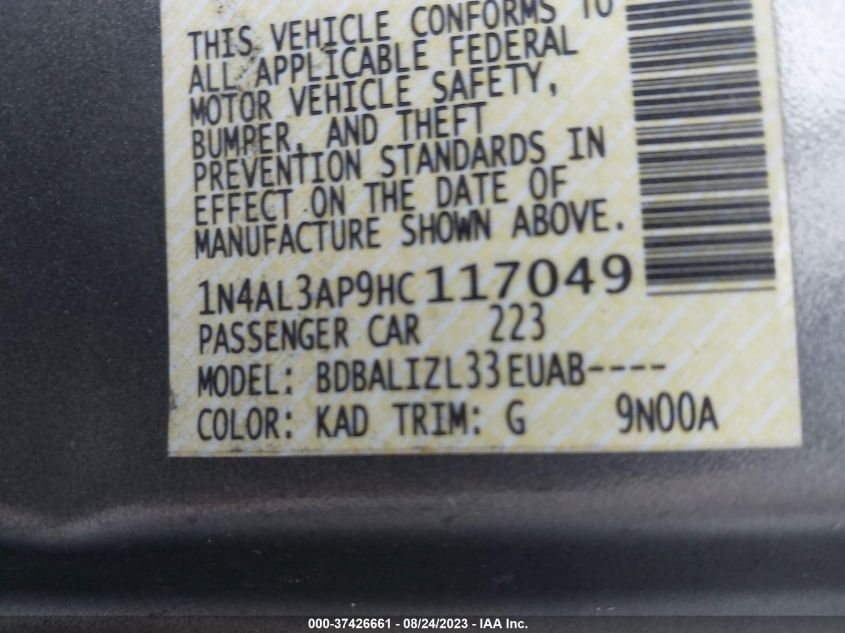 THIS VEHICLE CONFORMS TO
ALL APPLICABLE FEDERAL
MOTOR VEHICLE SAFETY,
BUMPER, AND THEFT
PREVENTION STANDARDS IN
EFFECT ON THE DATE OF
MANUFACTURE SHOWN ABOVE.
1N4AL3AP9HC117049
PASSENGER CAR 223
MODEL: BDBALIZL33EUAB----
COLOR: KAD TRIM: G 9N00A
000-37426661 - 08/24/2023 - IAA Inc.